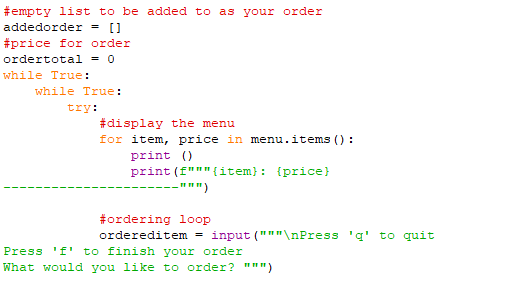 #empty list to be added to as your order
addedorder = []
#price for order
ordertotal = 0
while True:
    while True:
        try:
            #display the menu
            for item, price in menu.items():
                print ()
                print(f"""{item}: {price}
----------------------""")

            #ordering loop
            ordereditem = input("""\nPress 'q' to quit
Press 'f' to finish your order
What would you like to order? """)